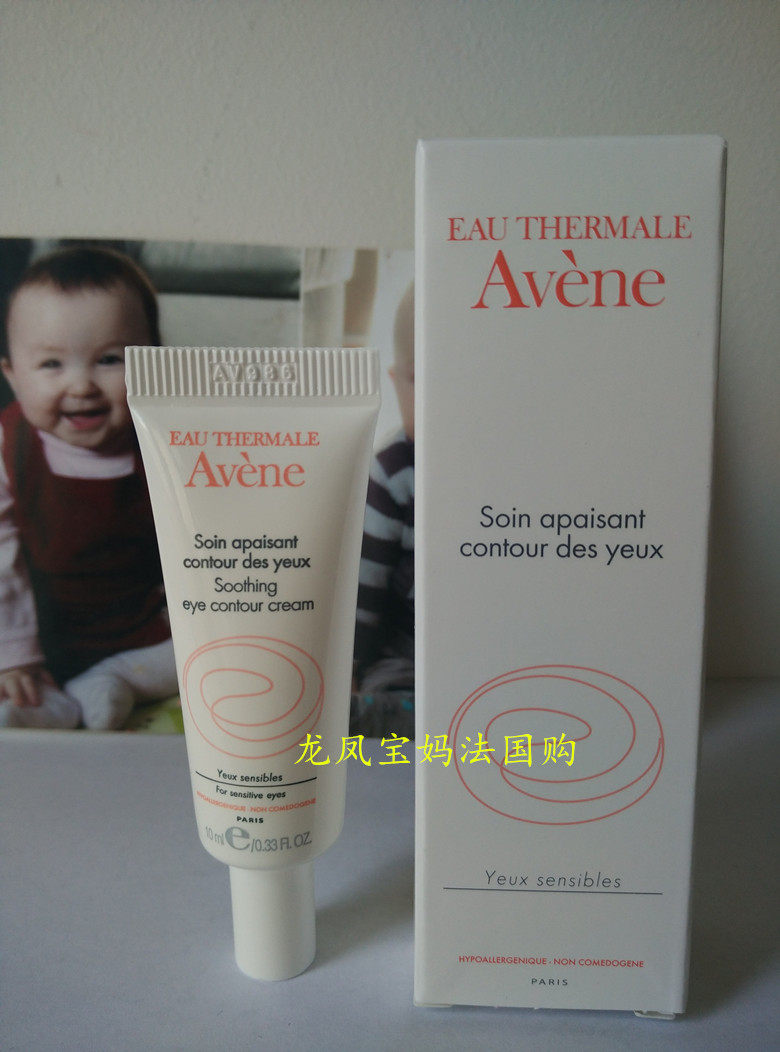 AV986
EAU THERMALE
Avène
Soin apaisant
contour des yeux
Soothing
eye contour cream
Yeux sensibles
For sensitive eyes
HYPOALLERGENIQUE - NON COMEDOGENE
PARIS
10 ml e/0.33 FL. OZ.
EAU THERMALE
Avène
Soin apaisant
contour des yeux
Yeux sensibles
HYPOALLERGENIQUE - NON COMEDOGENE
PARIS
龙凤宝妈法国购